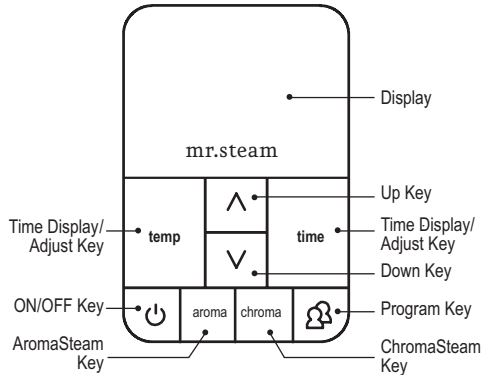 Display
mr.steam
Up Key
Time Display/
Adjust Key
temp
time
Time Display/
Adjust Key
Down Key
ON/OFF Key
aroma
chroma
Program Key
AromaSteam
Key
ChromaSteam
Key